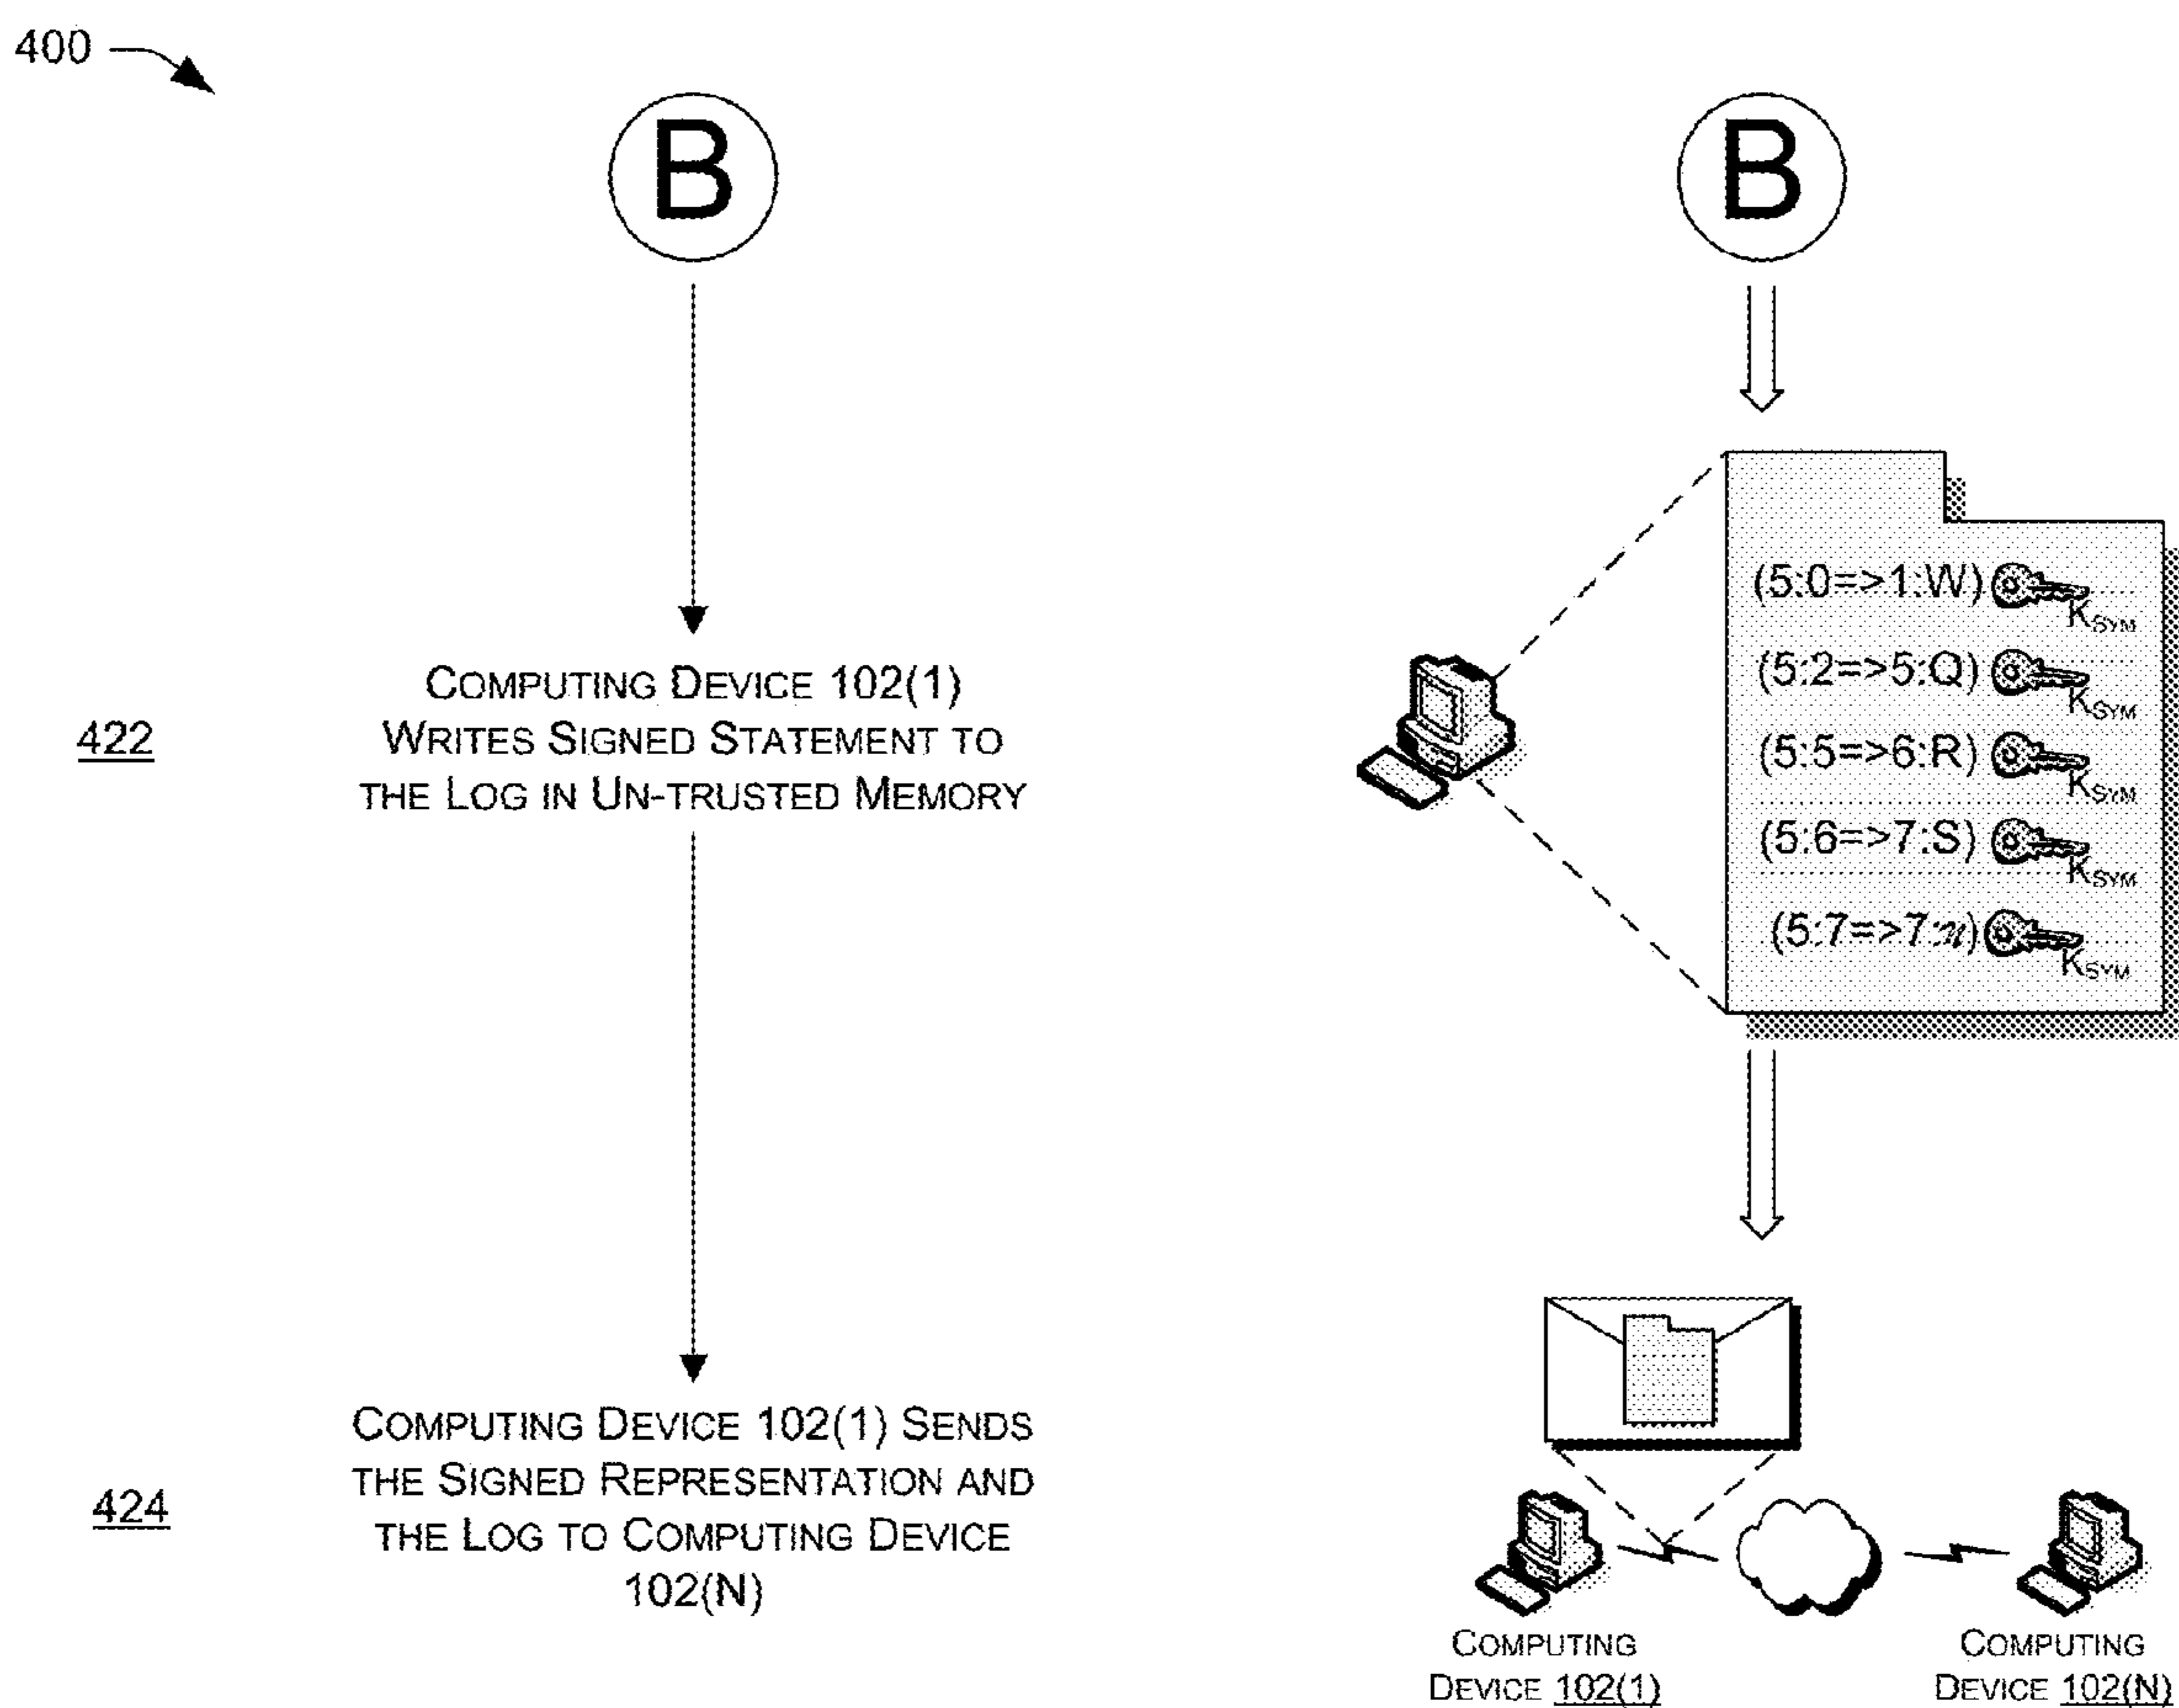 400
B
B
422
COMPUTING DEVICE 102(1)
WRITES SIGNED STATEMENT TO
THE LOG IN UN-TRUSTED MEMORY
(5:0=>1:W) KSYM
(5:2=>5:Q) KSYM
(5:5=>6:R) KSYM
(5:6=>7:S) KSYM
(5:7=>7:n) KSYM
424
COMPUTING DEVICE 102(1) SENDS
THE SIGNED REPRESENTATION AND
THE LOG TO COMPUTING DEVICE
102(N)
COMPUTING
DEVICE 102(1)
COMPUTING
DEVICE 102(N)